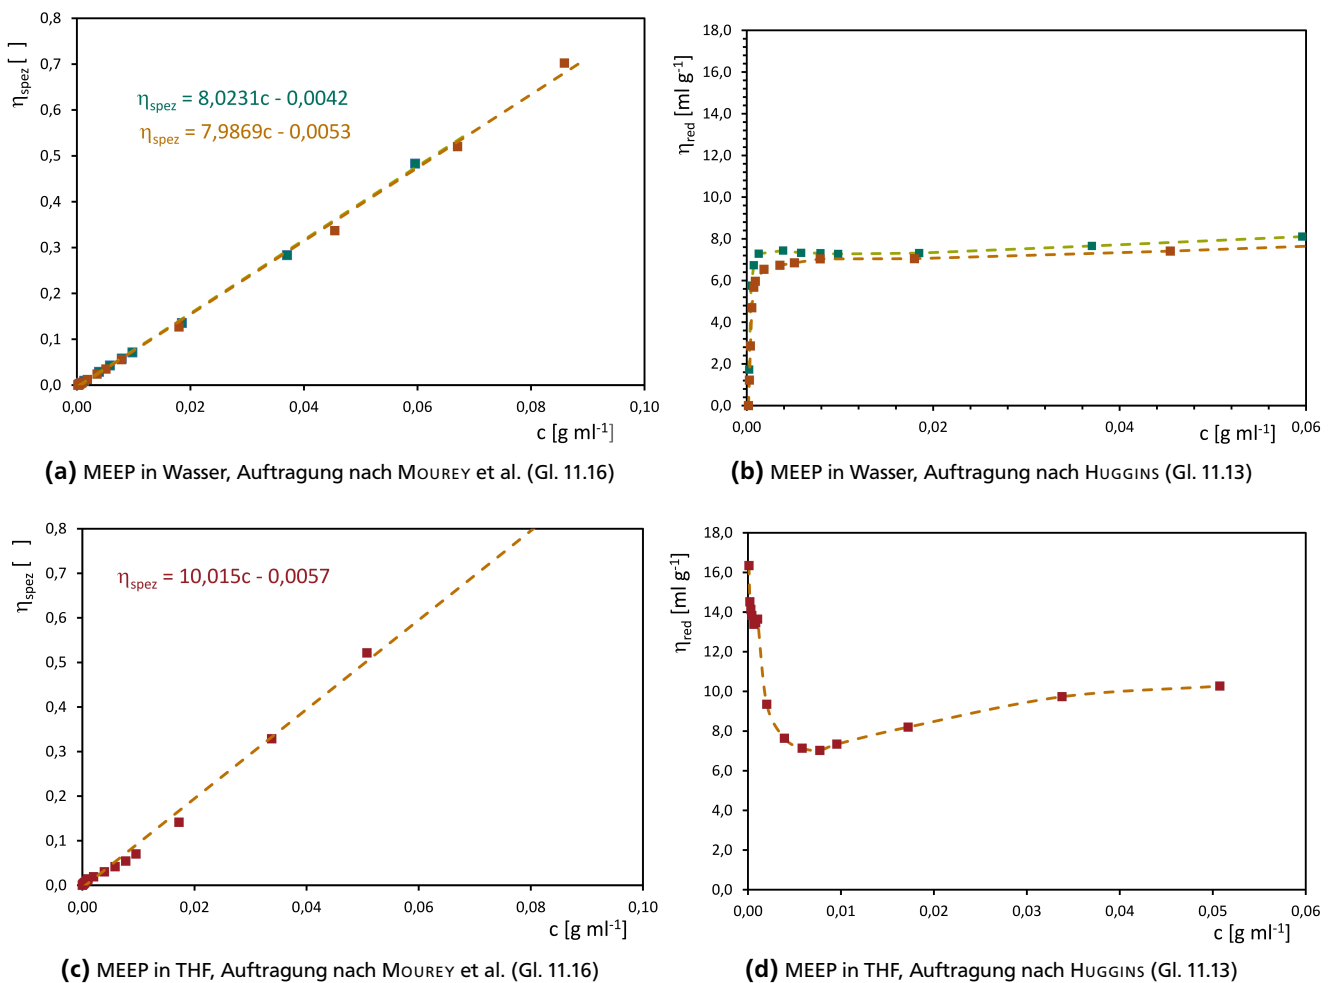 0,8
0,7
0,6
0,5
0,4
0,3
0,2
0,1
0,0
ηspez [ ]
ηspez = 8,0231c - 0,0042
ηspez = 7,9869c - 0,0053
0,00 0,02 0,04 0,06 0,08 0,10
c [g ml-1]
(a) MEEP in Wasser, Auftragung nach MOUREY et al. (Gl. 11.16)
18,0
16,0
14,0
12,0
10,0
8,0
6,0
4,0
2,0
0,0
ηred [ml g-1]
0,00 0,02 0,04 0,06
c [g ml-1]
(b) MEEP in Wasser, Auftragung nach HUGGINS (Gl. 11.13)
0,8
0,7
0,6
0,5
0,4
0,3
0,2
0,1
0,0
ηspez [ ]
ηspez = 10,015c - 0,0057
0,00 0,02 0,04 0,06 0,08 0,10
c [g ml-1]
(c) MEEP in THF, Auftragung nach MOUREY et al. (Gl. 11.16)
18,0
16,0
14,0
12,0
10,0
8,0
6,0
4,0
2,0
0,0
ηred [ml g-1]
0,00 0,01 0,02 0,03 0,04 0,05 0,06
c [g ml-1]
(d) MEEP in THF, Auftragung nach HUGGINS (Gl. 11.13)